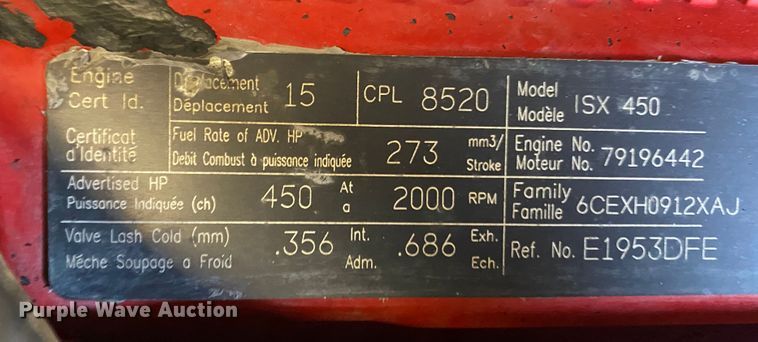 Engine
Cert Id.
Certificat
d'Identité
Displacement
Déplacement 15
CPL 8520
Model
Modèle ISX 450
Fuel Rate of ADV. HP
Debit Combust à puissance indiquée 273 mm3/
Stroke
Engine No.
Moteur No. 79196442
Advertised HP
Puissance Indiquée (ch) 450 At
a 2000 RPM
Family
Famille 6CEXH0912XAJ
Valve Lash Cold (mm)
Mêche Soupage a Froid .356 Int.
Adm. .686 Exh.
Ech.
Ref. No. E1953DFE
Purple Wave Auction